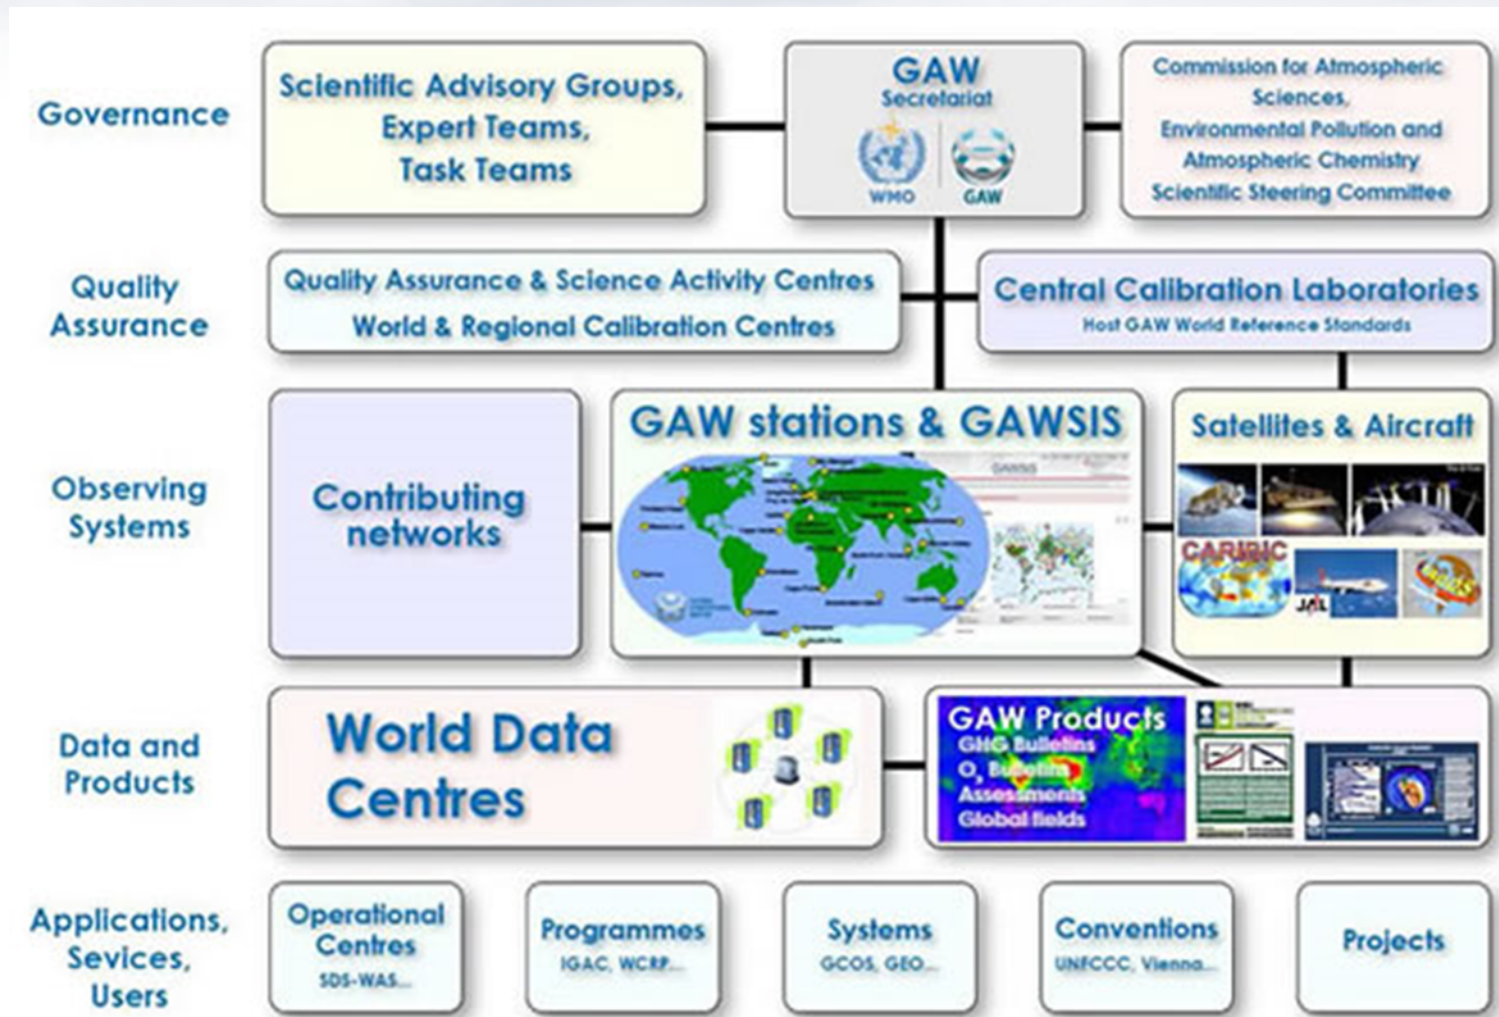 Governance
Scientific Advisory Groups,
Expert Teams,
Task Teams
GAW
Secretariat
WMO
GAW
Commission for Atmospheric
Sciences,
Environmental Pollution and
Atmospheric Chemistry
Scientific Steering Committee
Quality
Assurance
Quality Assurance & Science Activity Centres
World & Regional Calibration Centres
Central Calibration Laboratories
Host GAW World Reference Standards
Observing
Systems
Contributing
networks
GAW stations & GAWSIS
GAWSIS
Satellites & Aircraft
CARIBIC
JAL
Data and
Products
World Data
Centres
GAW Products
GHG Bulletins
O₃ Bulletins
Assessments
Global fields
Applications,
Sevices,
Users
Operational
Centres
SDS-WAS...
Programmes
IGAC, WCRP...
Systems
GCOS, GEO...
Conventions
UNFCCC, Vienna...
Projects